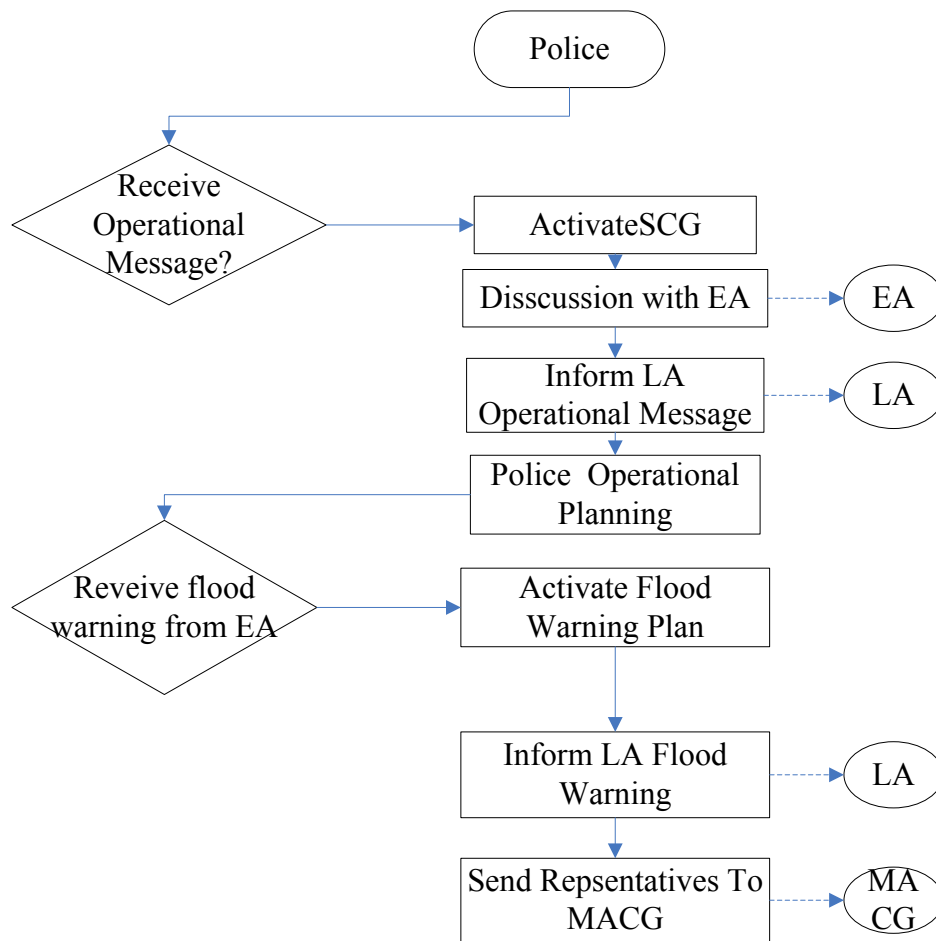 Police
Receive
Operational
Message?
ActivateSCG
Disscussion with EA
EA
Inform LA
Operational Message
LA
Police Operational
Planning
Reveive flood
warning from EA
Activate Flood
Warning Plan
Inform LA Flood
Warning
LA
Send Repsentatives To
MACG
MA
CG